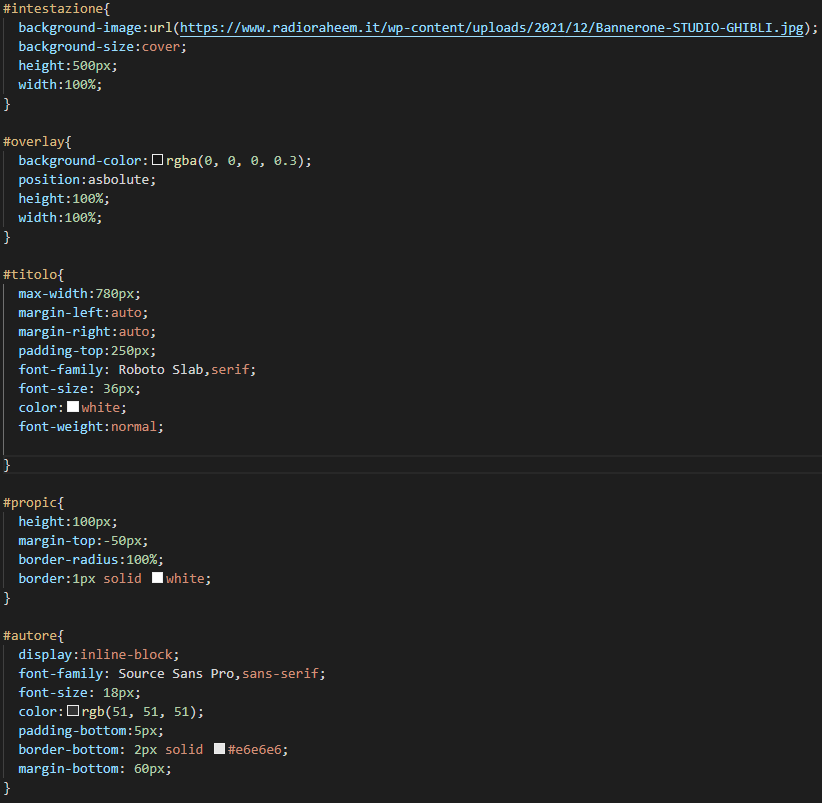 #intestazione{
background-image:url(https://www.radioraheem.it/wp-content/uploads/2021/12/Bannerone-STUDIO-GHIBLI.jpg);
background-size:cover;
height:500px;
width:100%;
}
#overlay{
background-color:rgba(0, 0, 0, 0.3);
position:asbolute;
height:100%;
width:100%;
}
#titolo{
max-width:780px;
margin-left:auto;
margin-right:auto;
padding-top:250px;
font-family: Roboto Slab,serif;
font-size: 36px;
color:white;
font-weight:normal;
}
#propic{
height:100px;
margin-top:-50px;
border-radius:100%;
border:1px solid white;
}
#autore{
display:inline-block;
font-family: Source Sans Pro,sans-serif;
font-size: 18px;
color:rgb(51, 51, 51);
padding-bottom:5px;
border-bottom: 2px solid #e6e6e6;
margin-bottom: 60px;
}